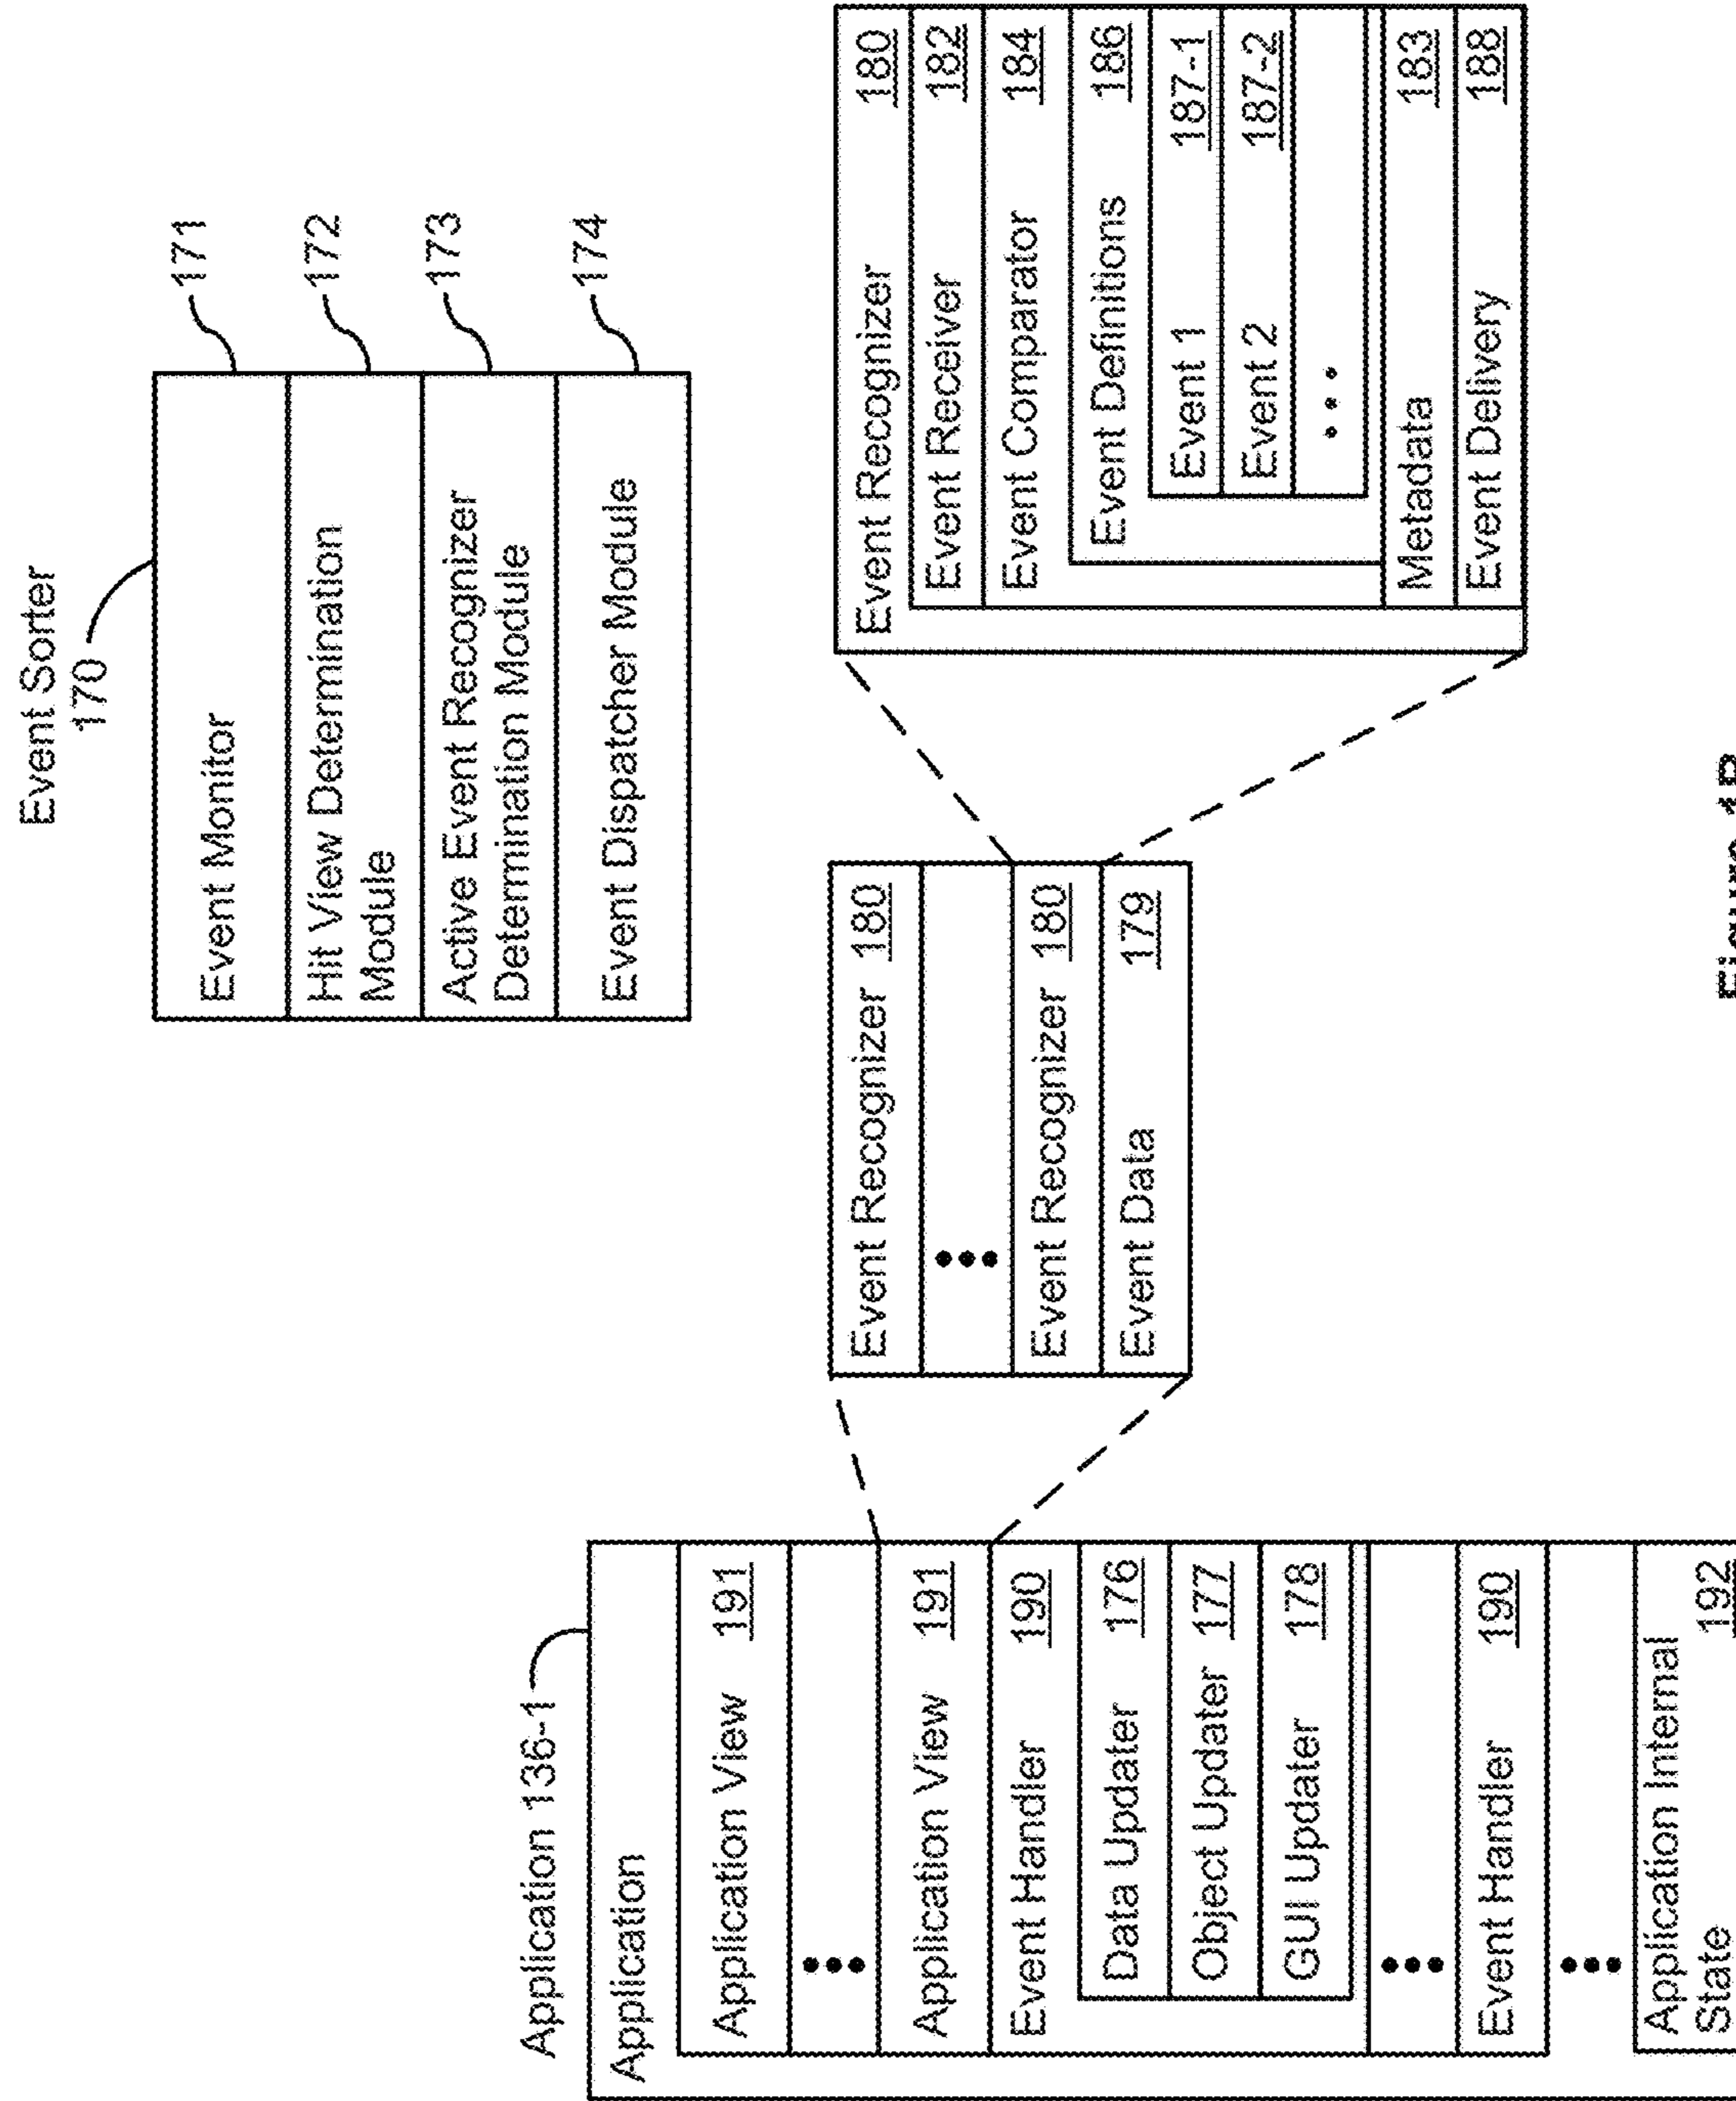 Event Sorter
170
Event Monitor
171
Hit View Determination
Module
172
Active Event Recognizer
Determination Module
173
Event Dispatcher Module
174
Application 136-1
Application
Application View 191
•••
Application View 191
Event Handler 190
Data Updater 176
Object Updater 177
GUI Updater 178
•••
Event Handler 190
•••
Application Internal
State 192
Event Recognizer 180
•••
Event Recognizer 180
Event Data 179
Event Recognizer 180
Event Receiver 182
Event Comparator 184
Event Definitions 186
Event 1 187-1
Event 2 187-2
•••
Metadata 183
Event Delivery 188
Figure 1B